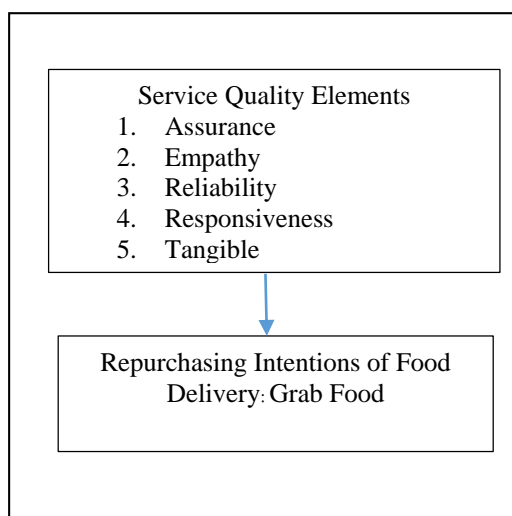 Service Quality Elements
1. Assurance
2. Empathy
3. Reliability
4. Responsiveness
5. Tangible
Repurchasing Intentions of Food
Delivery: Grab Food